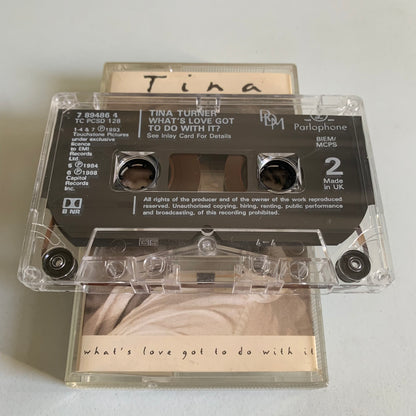 Tina
7 89486 4
TC PCSD 128
TINA TURNER
WHAT'S LOVE GOT
TO DO WITH IT?
See Inlay Card For Details
Parlophone
1-4 & 7 ℗1993
Touchstone Pictures
under exclusive
licence to EMI
Records
Ltd.
5 ℗1984
6 ℗1988
Capitol
Records
Inc.
BIEM/
MCPS
2
Made
in UK
B NR
All rights of the producer and of the owner of the work reproduced
reserved. Unauthorised copying, hiring, renting, public performance
and broadcasting, of this recording prohibited.
what's love got to do with it